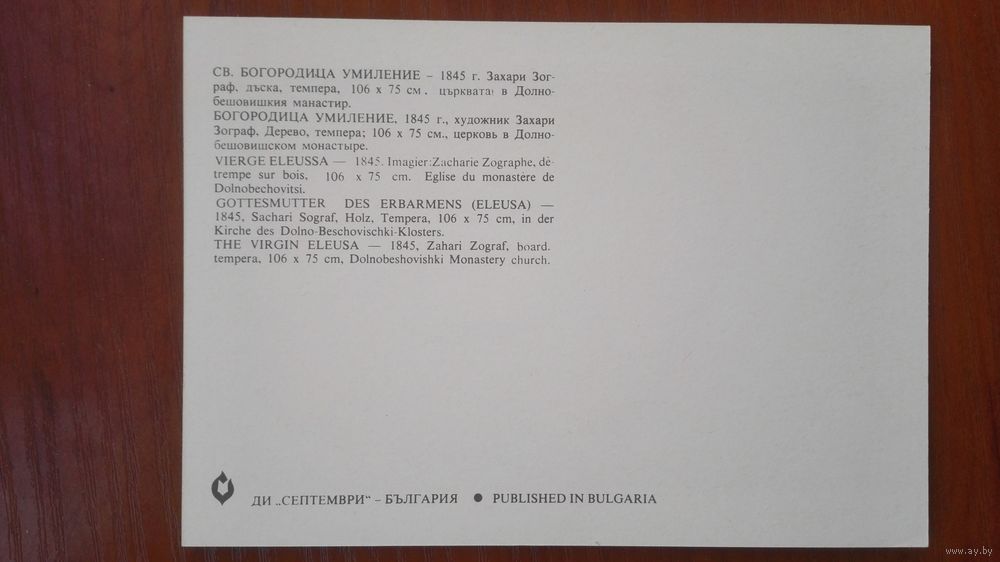 СВ. БОГОРОДИЦА УМИЛЕНИЕ – 1845 г. Захари Зог-
раф, дъска, темпера, 106 x 75 см. църквата в Долно-
бешовишкия манастир.
БОГОРОДИЦА УМИЛЕНИЕ, 1845 г., художник Захари
Зограф, Дерево, темпера; 106 x 75 см., церковь в Долно-
бешовишском монастыре.
VIERGE ELEUSSA — 1845. Imagier:Zacharie Zographe, dé-
trempe sur bois, 106 x 75 cm. Eglise du monastère de
Dolnobechovitsi.
GOTTESMUTTER DES ERBARMENS (ELEUSA) —
1845, Sachari Sograf, Holz, Tempera, 106 x 75 cm, in der
Kirche des Dolno-Beschovischki-Klosters.
THE VIRGIN ELEUSA — 1845, Zahari Zograf, board.
tempera, 106 x 75 cm, Dolnobeshovishki Monastery church.
ДИ „СЕПТЕМВРИ“ – БЪЛГАРИЯ ● PUBLISHED IN BULGARIA
www.ay.by